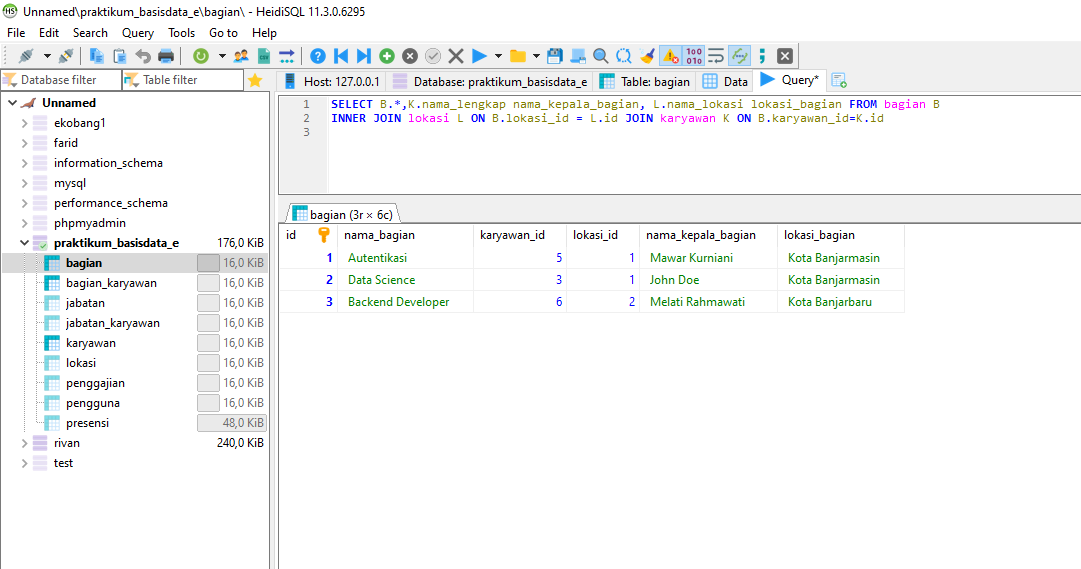 Unnamed\praktikum_basisdata_e\bagian\ - HeidiSQL 11.3.0.6295
File Edit Search Query Tools Go to Help
Database filter Table filter Host: 127.0.0.1 Database: praktikum_basisdata_e Table: bagian Data Query*
Unnamed
ekobang1
farid
information_schema
mysql
performance_schema
phpmyadmin
praktikum_basisdata_e 176,0 KiB
bagian 16,0 KiB
bagian_karyawan 16,0 KiB
jabatan 16,0 KiB
jabatan_karyawan 16,0 KiB
karyawan 16,0 KiB
lokasi 16,0 KiB
penggajian 16,0 KiB
pengguna 16,0 KiB
presensi 48,0 KiB
rivan 240,0 KiB
test
1 SELECT B.*,K.nama_lengkap nama_kepala_bagian, L.nama_lokasi lokasi_bagian FROM bagian B
2 INNER JOIN lokasi L ON B.lokasi_id = L.id JOIN karyawan K ON B.karyawan_id=K.id
3
bagian (3r × 6c)
id nama_bagian karyawan_id lokasi_id nama_kepala_bagian lokasi_bagian
1 Autentikasi 5 1 Mawar Kurniani Kota Banjarmasin
2 Data Science 3 1 John Doe Kota Banjarmasin
3 Backend Developer 6 2 Melati Rahmawati Kota Banjarbaru